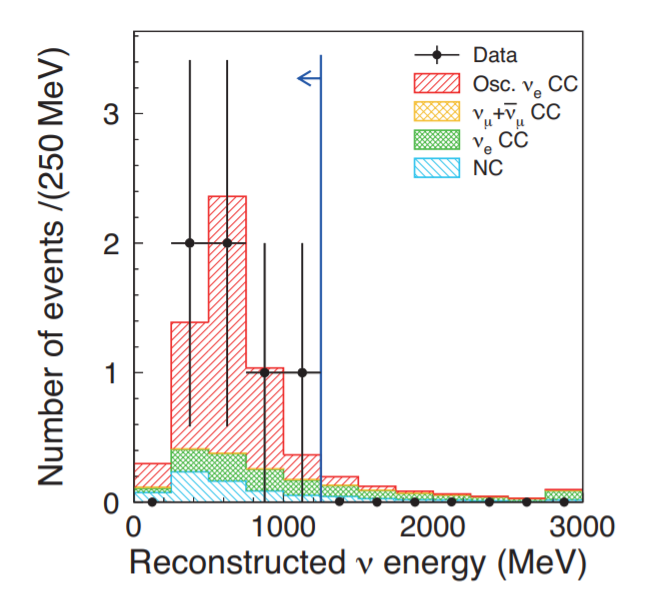 Number of events /(250 MeV)
3
2
1
0
Data
Osc. νe CC
νμ+ν̅μ CC
νe CC
NC
0 1000 2000 3000
Reconstructed ν energy (MeV)